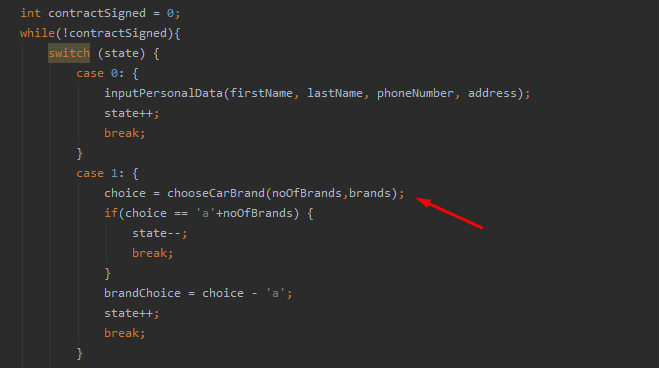 int contractSigned = 0;
while(!contractSigned){
switch (state) {
case 0: {
inputPersonalData(firstName, lastName, phoneNumber, address);
state++;
break;
}
case 1: {
choice = chooseCarBrand(noOfBrands,brands);
if(choice == 'a'+noOfBrands) {
state--;
break;
}
brandChoice = choice - 'a';
state++;
break;
}